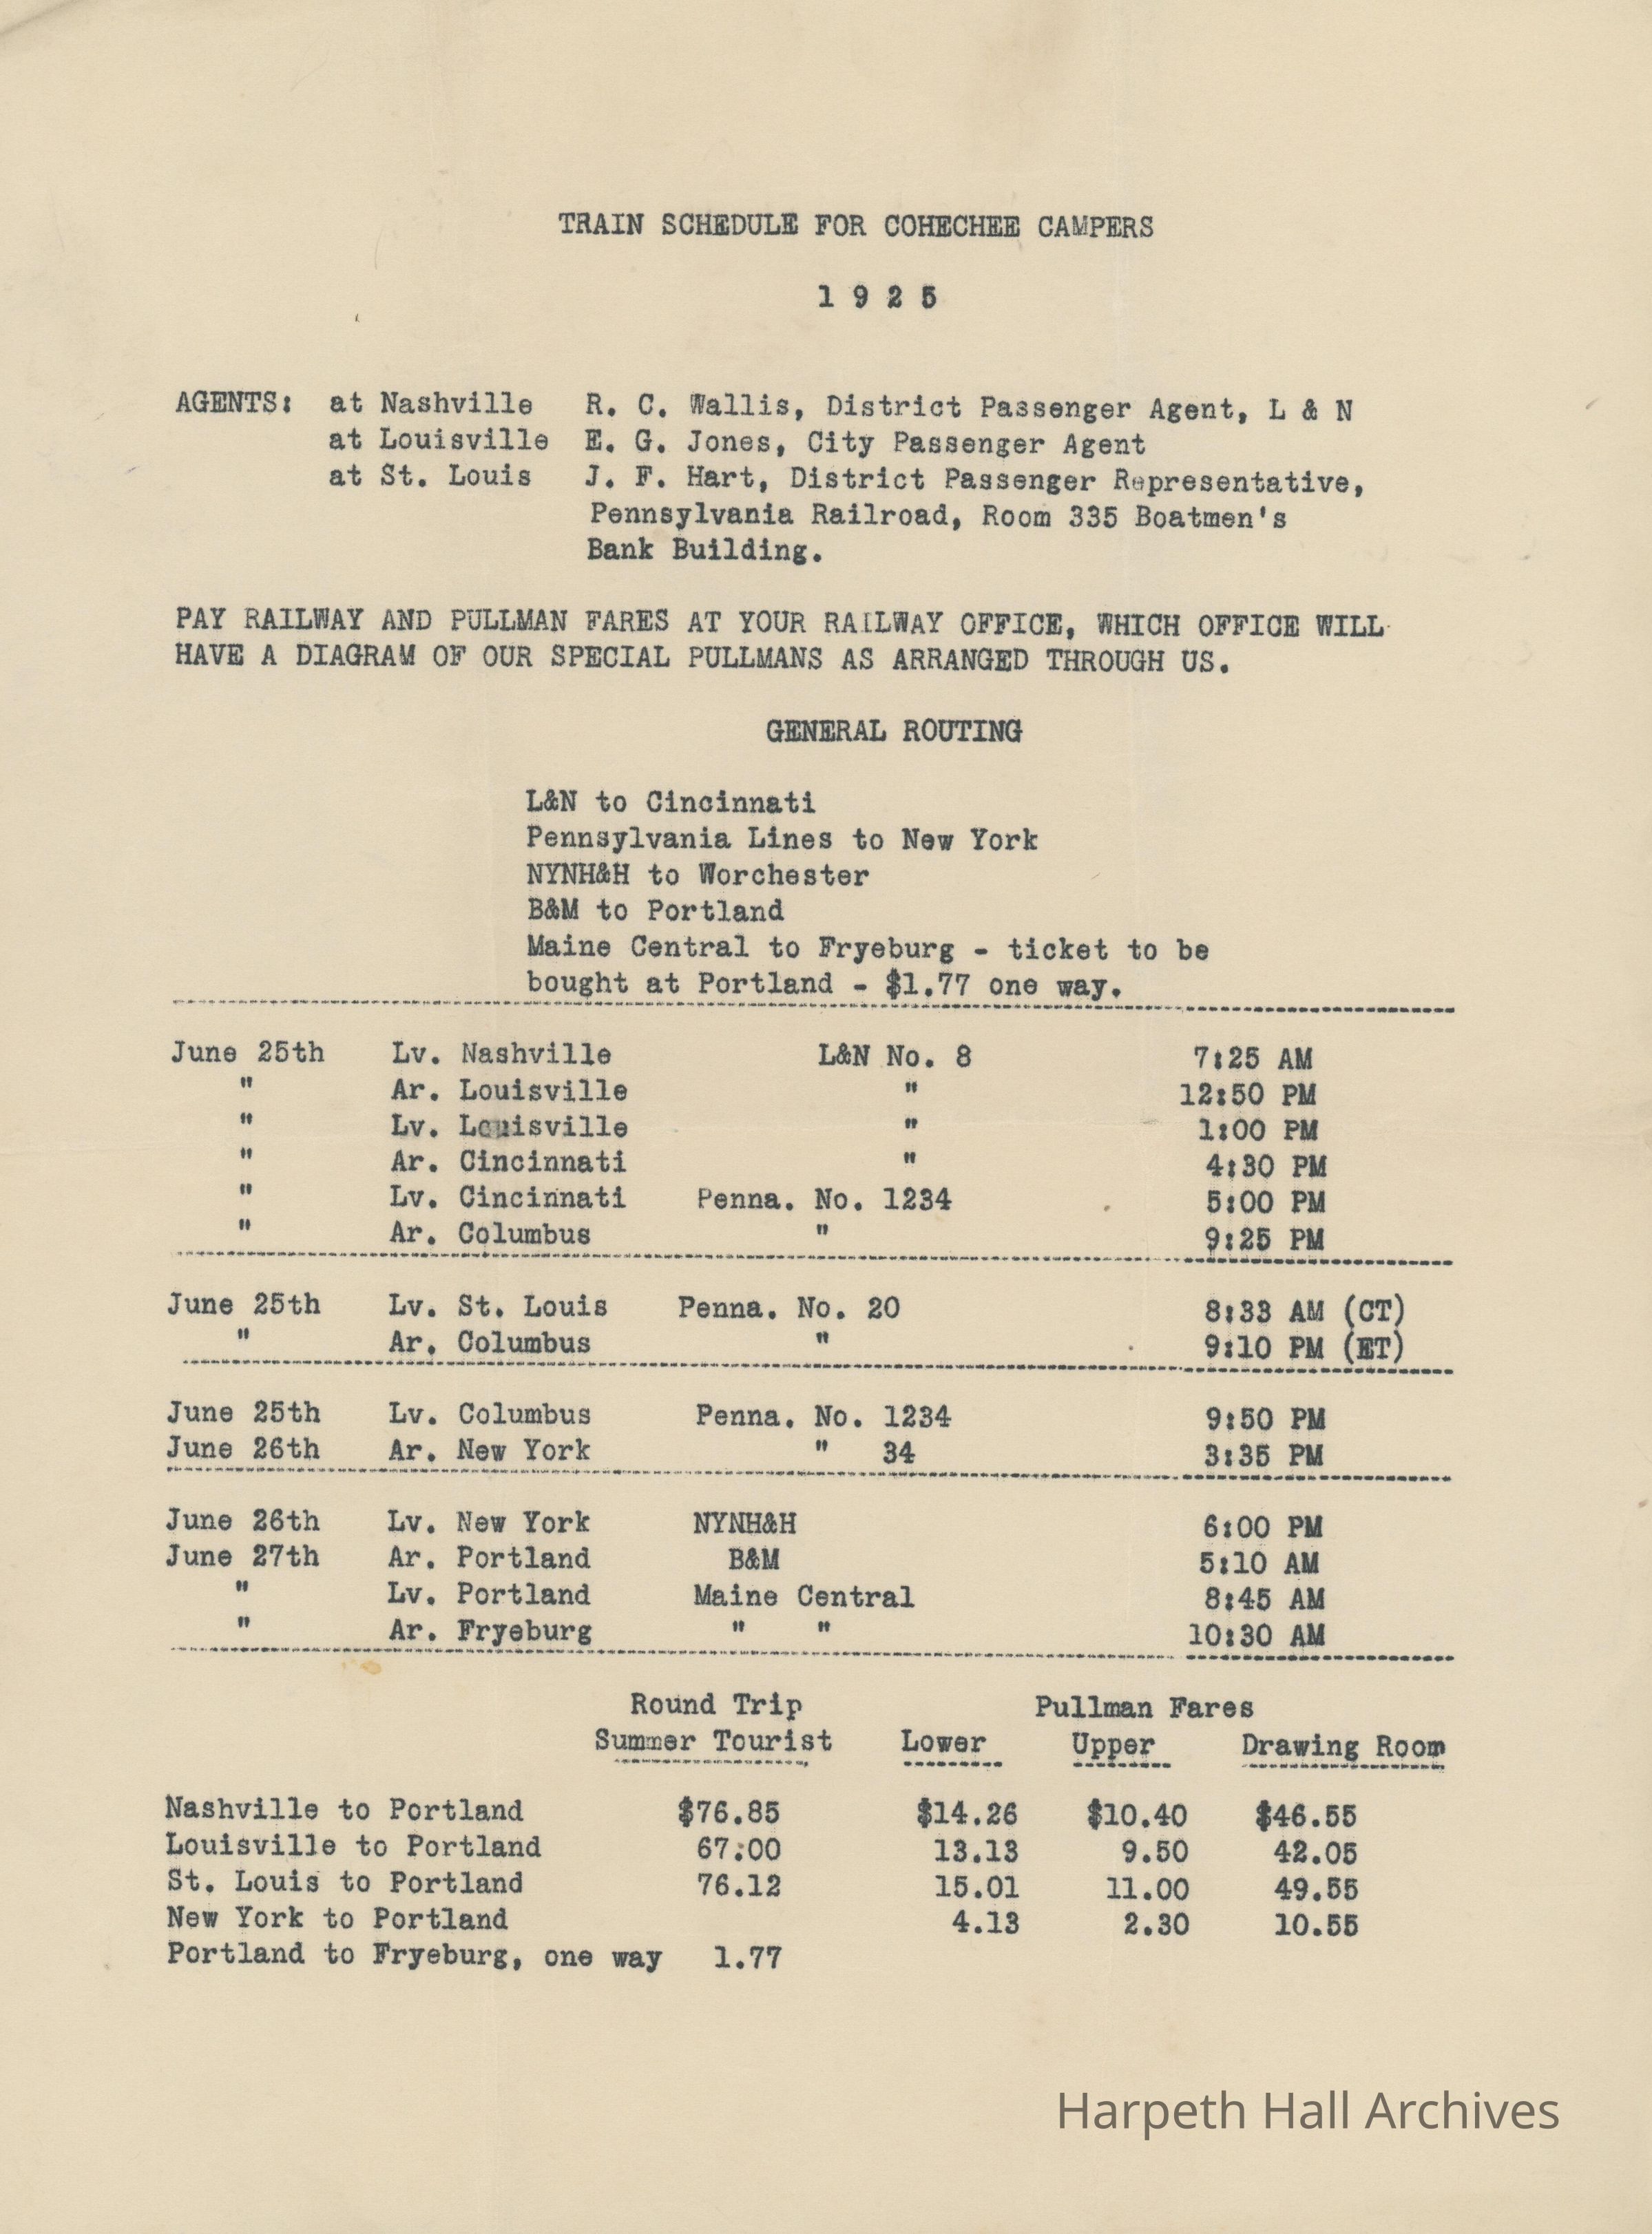 TRAIN SCHEDULE FOR COHECHEE CAMPERS
1 9 2 5
AGENTS: at Nashville R. C. Wallis, District Passenger Agent, L & N
at Louisville E. G. Jones, City Passenger Agent
at St. Louis J. F. Hart, District Passenger Representative,
Pennsylvania Railroad, Room 335 Boatmen's
Bank Building.
PAY RAILWAY AND PULLMAN FARES AT YOUR RAILWAY OFFICE, WHICH OFFICE WILL
HAVE A DIAGRAM OF OUR SPECIAL PULLMANS AS ARRANGED THROUGH US.
GENERAL ROUTING
L&N to Cincinnati
Pennsylvania Lines to New York
NYNH&H to Worchester
B&M to Portland
Maine Central to Fryeburg - ticket to be
bought at Portland - $1.77 one way.
June 25th Lv. Nashville L&N No. 8 7:25 AM
" Ar. Louisville " 12:50 PM
" Lv. Louisville " 1:00 PM
" Ar. Cincinnati " 4:30 PM
" Lv. Cincinnati Penna. No. 1234 5:00 PM
" Ar. Columbus " 9:25 PM
June 25th Lv. St. Louis Penna. No. 20 8:33 AM (CT)
" Ar. Columbus " 9:10 PM (ET)
June 25th Lv. Columbus Penna. No. 1234 9:50 PM
June 26th Ar. New York " 34 3:35 PM
June 26th Lv. New York NYNH&H 6:00 PM
June 27th Ar. Portland B&M 5:10 AM
" Lv. Portland Maine Central 8:45 AM
" Ar. Fryeburg " " 10:30 AM
Round Trip Pullman Fares
Summer Tourist Lower Upper Drawing Room
Nashville to Portland $76.85 $14.26 $10.40 $46.55
Louisville to Portland 67:00 13.13 9.50 42.05
St. Louis to Portland 76.12 15.01 11.00 49.55
New York to Portland 4.13 2.30 10.55
Portland to Fryeburg, one way 1.77
Harpeth Hall Archives